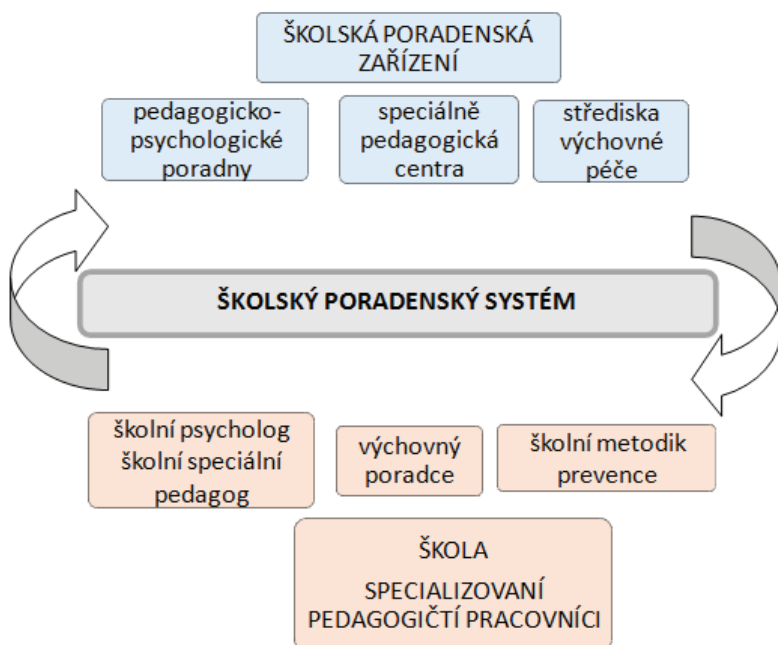 ŠKOLSKÁ PORADENSKÁ
ZAŘÍZENÍ
pedagogicko-
psychologické
poradny
speciálně
pedagogická
centra
střediska
výchovné
péče
ŠKOLSKÝ PORADENSKÝ SYSTÉM
školní psycholog
školní speciální
pedagog
výchovný
poradce
školní metodik
prevence
ŠKOLA
SPECIALIZOVANÍ
PEDAGOGIČTÍ PRACOVNÍCI